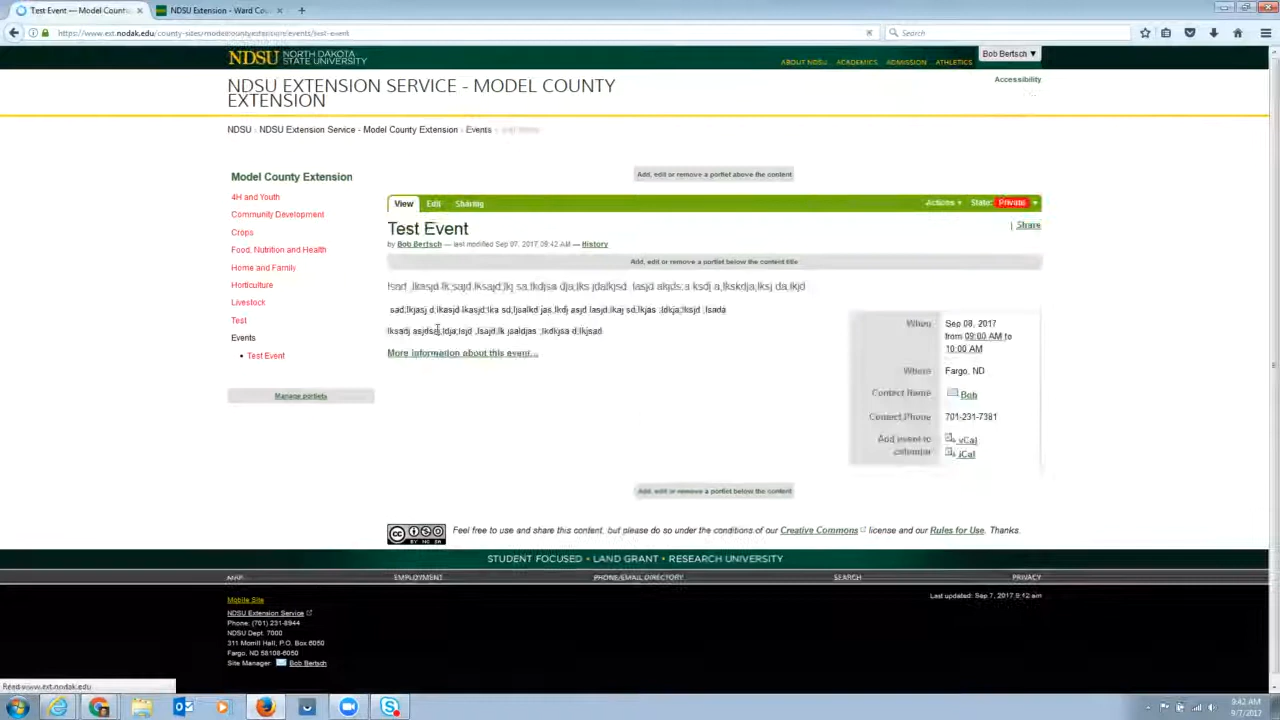 Test Event — Model Count...
NDSU Extension - Ward Co...
https://www.ext.nodak.edu/county-sites/modelcountyextension/events/test-event
Search
NDSU NORTH DAKOTA
STATE UNIVERSITY
ABOUT NDSU ACADEMICS ADMISSION ATHLETICS
Bob Bertsch ▼
NDSU EXTENSION SERVICE - MODEL COUNTY
EXTENSION
Accessibility
NDSU › NDSU Extension Service - Model County Extension › Events › Test Event
Model County Extension
4H and Youth
Community Development
Crops
Food, Nutrition and Health
Home and Family
Horticulture
Livestock
Test
Events
• Test Event
Manage portlets
Add, edit or remove a portlet above the content
View Edit Sharing
Actions ▼ State: Private ▼
Test Event
| Share
by Bob Bertsch — last modified Sep 07, 2017 09:42 AM — History
Add, edit or remove a portlet below the content title
More information about this event...
When Sep 08, 2017
from 09:00 AM to
10:00 AM
Where Fargo, ND
Contact Name Bob
Contact Phone 701-231-7381
Add event to vCal
calendar iCal
Add, edit or remove a portlet below the content
Feel free to use and share this content, but please do so under the conditions of our Creative Commons license and our Rules for Use. Thanks.
STUDENT FOCUSED • LAND GRANT • RESEARCH UNIVERSITY
MAP EMPLOYMENT PHONE/EMAIL DIRECTORY SEARCH PRIVACY
Mobile Site
Last updated: Sep 7, 2017 9:42 am
NDSU Extension Service
Phone: (701) 231-8944
NDSU Dept. 7000
311 Morrill Hall, P.O. Box 6050
Fargo, ND 58108-6050
Site Manager: Bob Bertsch
Read www.ext.nodak.edu
9:42 AM
9/7/2017